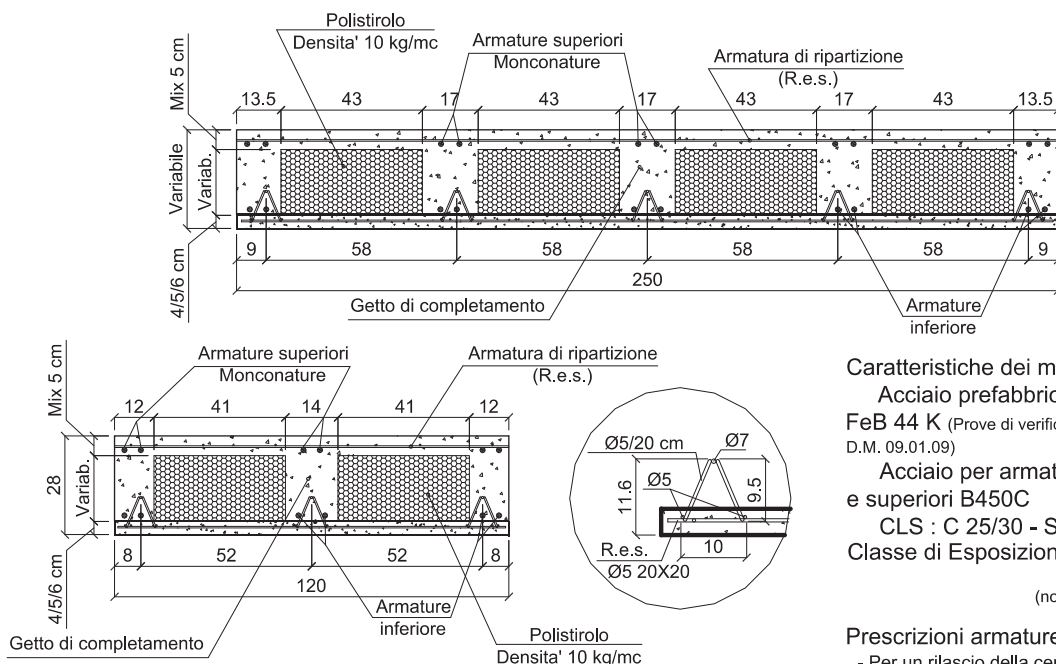 Polistirolo
Densita' 10 kg/mc
Armature superiori
Monconature
Armatura di ripartizione
(R.e.s.)
Mix 5 cm
13.5 43 17 43 17 43 17 43 13.5
Variabile
Variab.
4/5/6 cm
9 58 58 58 58 9
250
Getto di completamento
Armature
inferiore
Armature superiori
Monconature
Armatura di ripartizione
(R.e.s.)
Mix 5 cm
12 41 14 41 12
28
Variab.
4/5/6 cm
8 52 52 8
120
Getto di completamento
Armature
inferiore
Polistirolo
Densita' 10 kg/mc
Ø5/20 cm
Ø7
Ø5
11.6
9.5
R.e.s.
Ø5 20X20
10
Caratteristiche dei m
Acciaio prefabbric
FeB 44 K (Prove di verific
D.M. 09.01.09)
Acciaio per armat
e superiori B450C
CLS : C 25/30 - S
Classe di Esposizion
(no
Prescrizioni armature
- Per un rilascio della cer